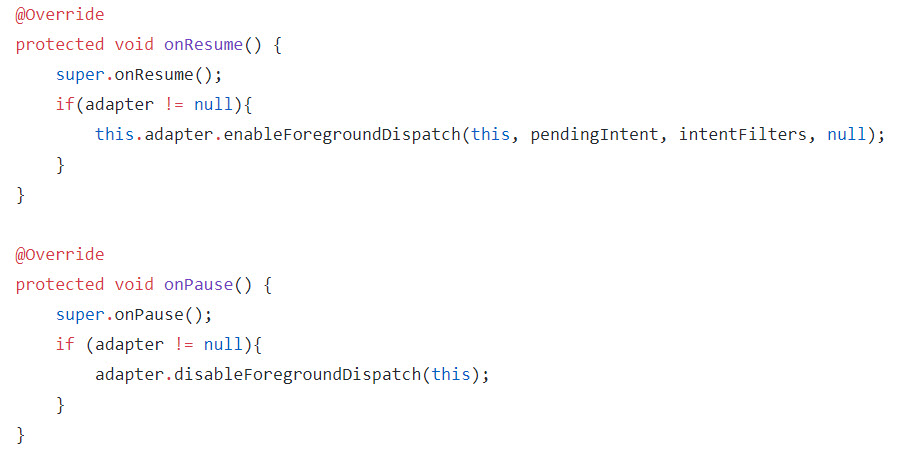 @Override
protected void onResume() {
    super.onResume();
    if(adapter != null){
        this.adapter.enableForegroundDispatch(this, pendingIntent, intentFilters, null);
    }
}

@Override
protected void onPause() {
    super.onPause();
    if (adapter != null){
        adapter.disableForegroundDispatch(this);
    }
}